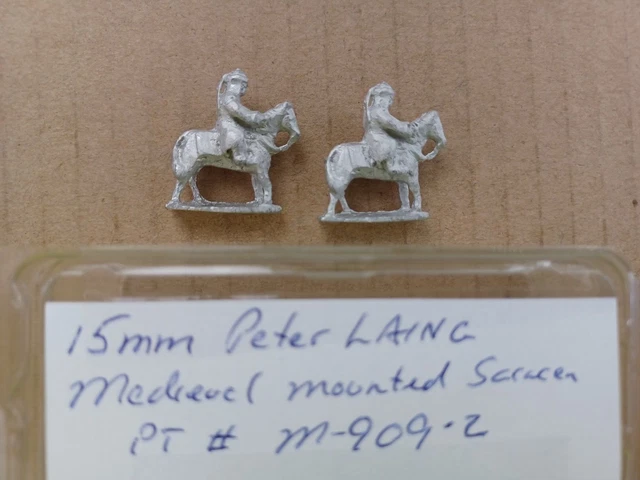 15mm Peter LAING
Medieval mounted Saracen
PT # M-909-2